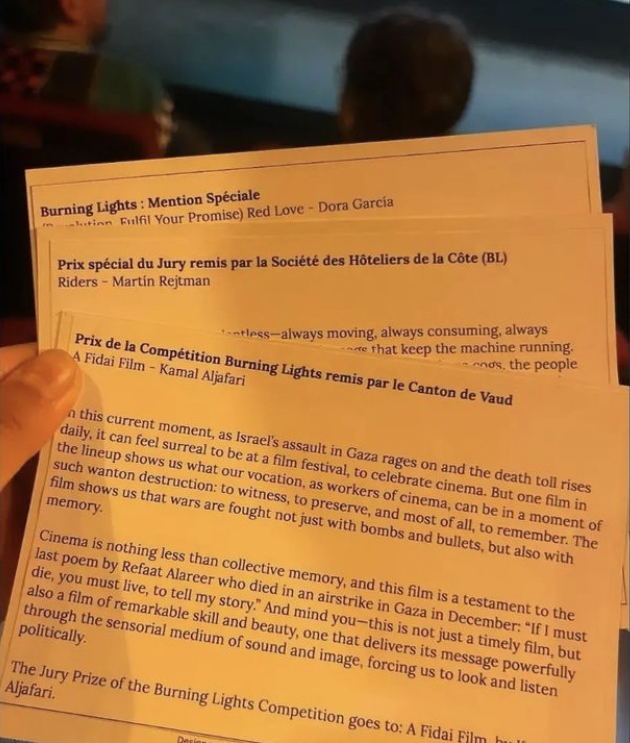 Burning Lights : Mention Spéciale
Fulfil Your Promise) Red Love – Dora García
Prix spécial du Jury remis par la Société des Hôteliers de la Côte (BL)
Riders – Martín Rejtman
always moving, always consuming, always
that keep the machine running.
cogs, the people
Prix de la Compétition Burning Lights remis par le Canton de Vaud
A Fidai Film – Kamal Aljafari
n this current moment, as Israel's assault in Gaza rages on and the death toll rises
daily, it can feel surreal to be at a film festival, to celebrate cinema. But one film in
the lineup shows us what our vocation, as workers of cinema, can be in a moment of
such wanton destruction: to witness, to preserve, and most of all, to remember. The
film shows us that wars are fought not just with bombs and bullets, but also with
memory.
Cinema is nothing less than collective memory, and this film is a testament to the
last poem by Refaat Alareer who died in an airstrike in Gaza in December: “If I must
die, you must live, to tell my story.” And mind you—this is not just a timely film, but
also a film of remarkable skill and beauty, one that delivers its message powerfully
through the sensorial medium of sound and image, forcing us to look and listen
politically.
The Jury Prize of the Burning Lights Competition goes to: A Fidai Film, by
Aljafari.